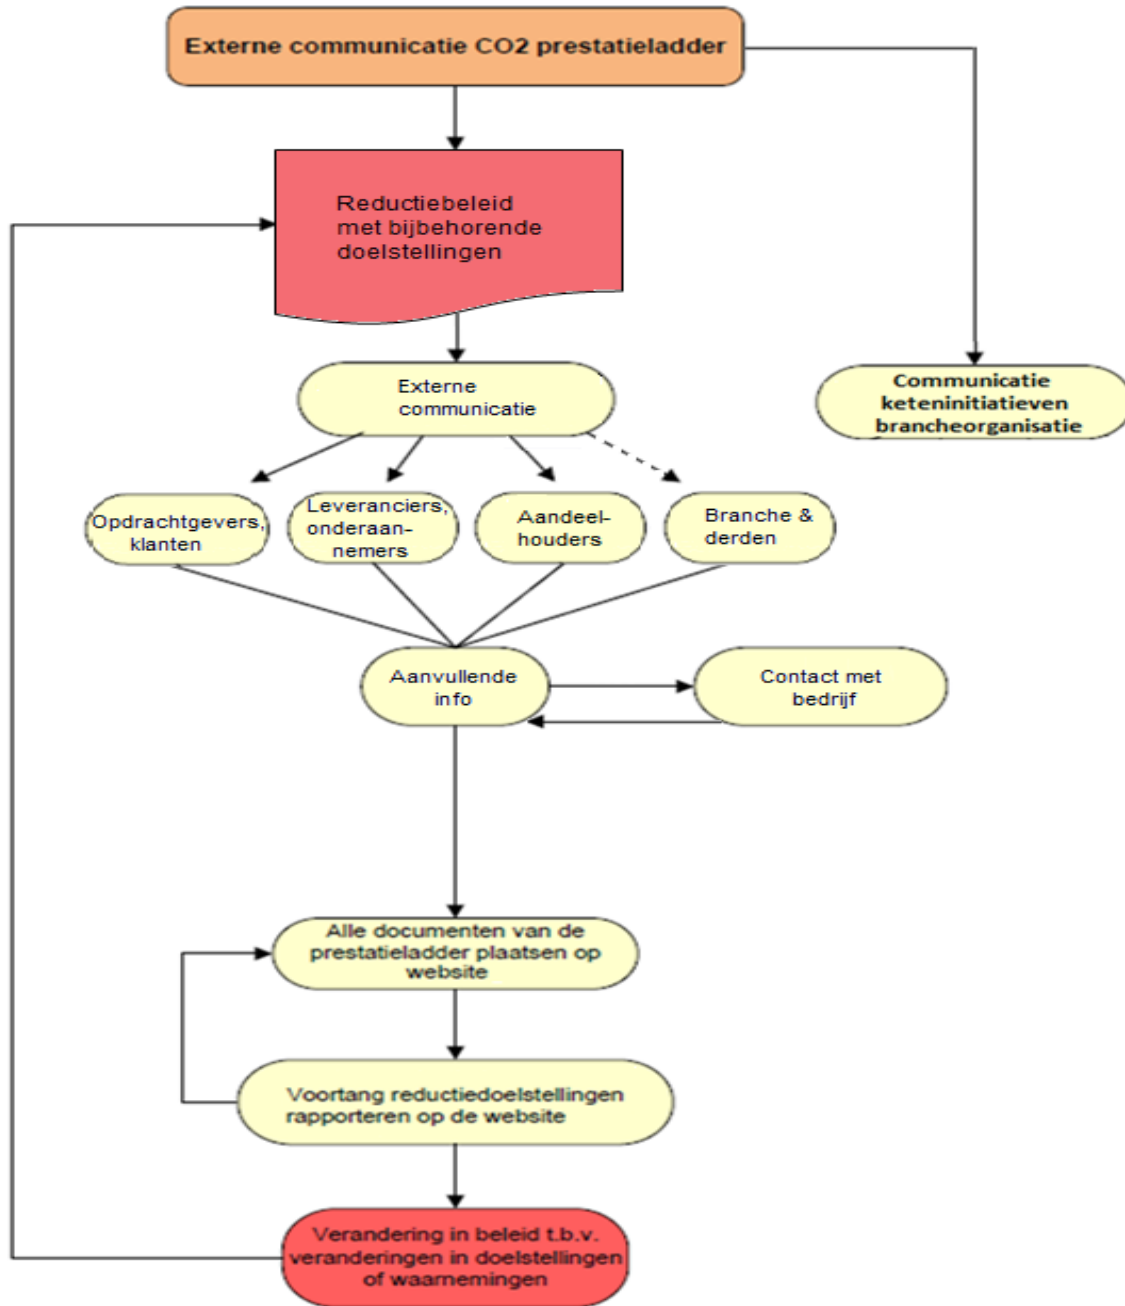 Externe communicatie CO2 prestatieladder
Reductiebeleid
met bijbehorende
doelstellingen
Externe
communicatie
Communicatie
keteninitiatieven
brancheorganisatie
Opdrachtgevers,
klanten
Leveranciers,
onderaan-
nemers
Aandeel-
houders
Branche &
derden
Aanvullende
info
Contact met
bedrijf
Alle documenten van de
prestatieladder plaatsen op
website
Voortang reductiedoelstellingen
rapporteren op de website
Verandering in beleid t.b.v.
veranderingen in doelstellingen
of waarnemingen